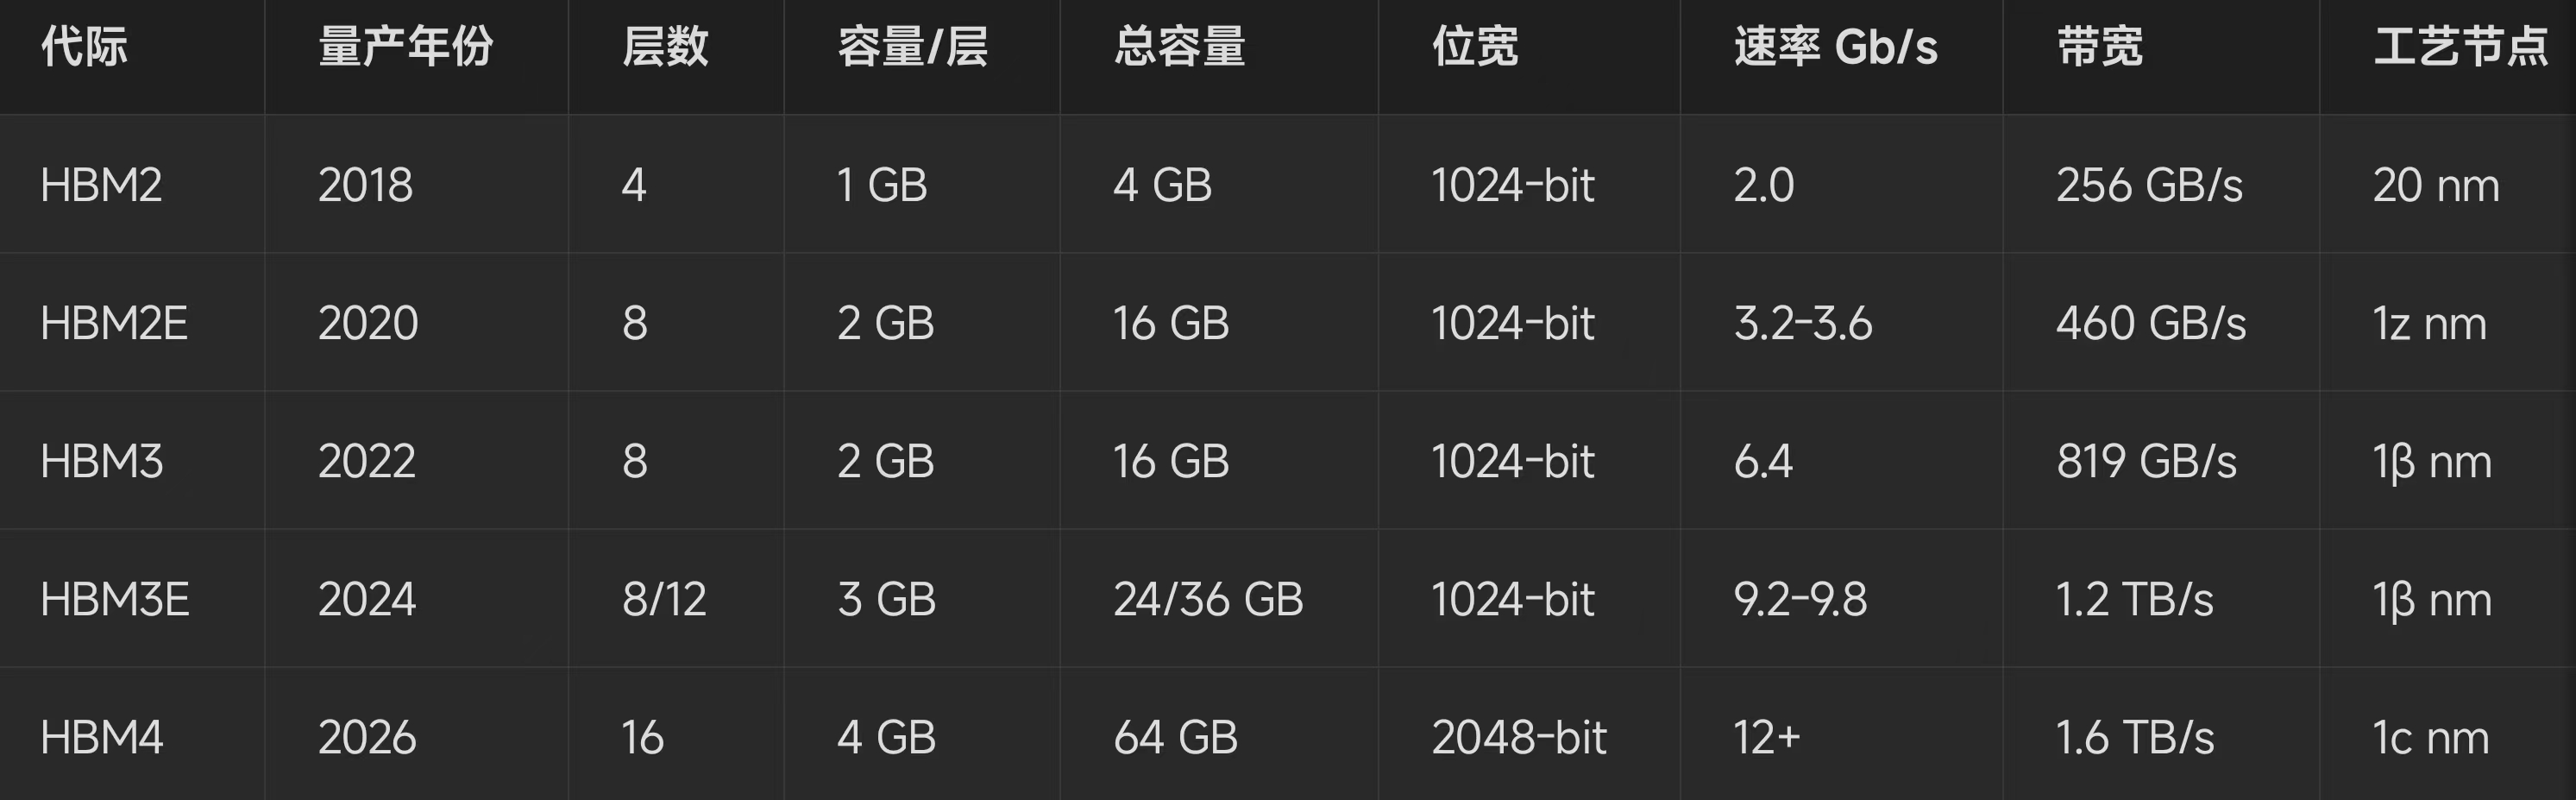 代际 量产年份 层数 容量/层 总容量 位宽 速率 Gb/s 带宽 工艺节点
HBM2 2018 4 1 GB 4 GB 1024-bit 2.0 256 GB/s 20 nm
HBM2E 2020 8 2 GB 16 GB 1024-bit 3.2-3.6 460 GB/s 1z nm
HBM3 2022 8 2 GB 16 GB 1024-bit 6.4 819 GB/s 1β nm
HBM3E 2024 8/12 3 GB 24/36 GB 1024-bit 9.2-9.8 1.2 TB/s 1β nm
HBM4 2026 16 4 GB 64 GB 2048-bit 12+ 1.6 TB/s 1c nm